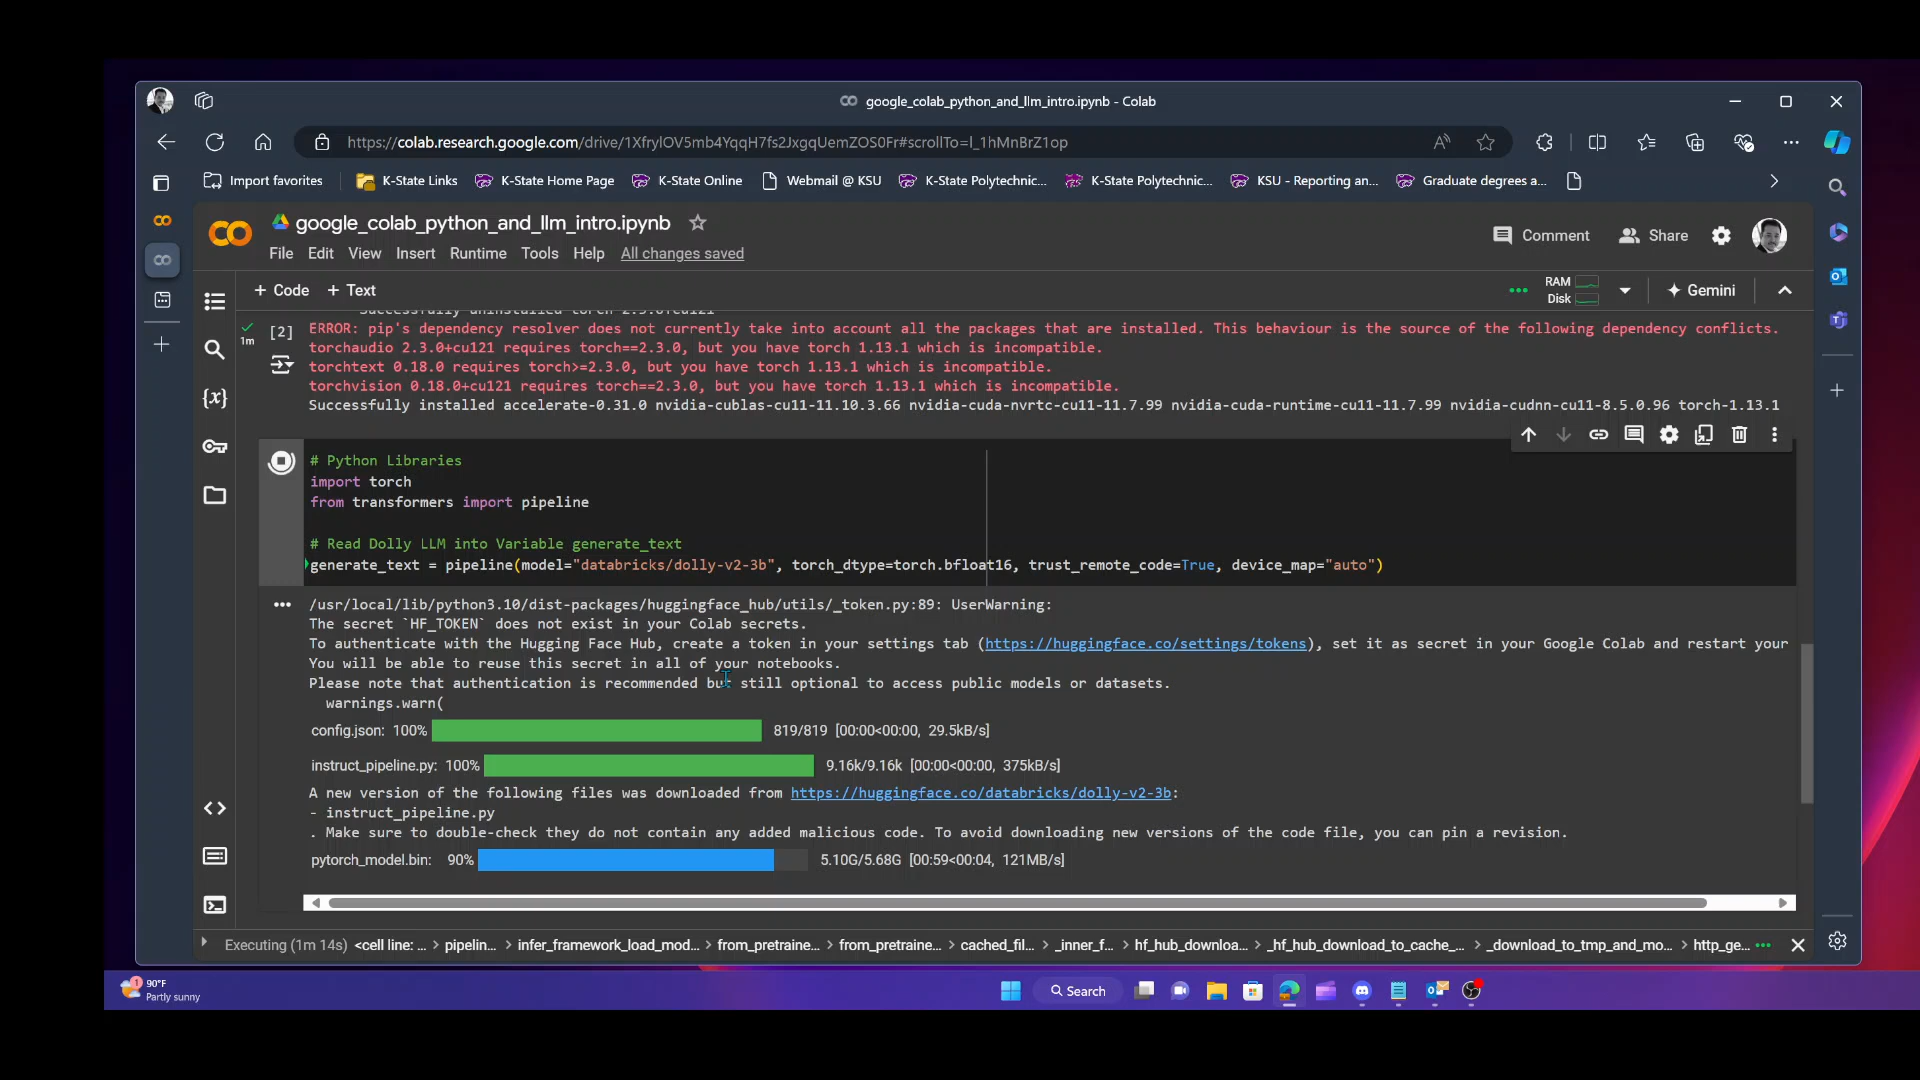 google_colab_python_and_llm_intro.ipynb - Colab
https://colab.research.google.com/drive/1XfrylOV5mb4YqqH7fs2JxgqUemZOS0Fr#scrollTo=l_1hMnBrZ1op
Import favorites K-State Links K-State Home Page K-State Online Webmail @ KSU K-State Polytechnic... K-State Polytechnic... KSU - Reporting an... Graduate degrees a...
google_colab_python_and_llm_intro.ipynb
Comment Share
File Edit View Insert Runtime Tools Help All changes saved
+ Code + Text
RAM
Disk
Gemini
Successfully uninstalled torch-2.3.0+cu121
[2]
1m
ERROR: pip's dependency resolver does not currently take into account all the packages that are installed. This behaviour is the source of the following dependency conflicts.
torchaudio 2.3.0+cu121 requires torch==2.3.0, but you have torch 1.13.1 which is incompatible.
torchtext 0.18.0 requires torch>=2.3.0, but you have torch 1.13.1 which is incompatible.
torchvision 0.18.0+cu121 requires torch==2.3.0, but you have torch 1.13.1 which is incompatible.
Successfully installed accelerate-0.31.0 nvidia-cublas-cu11-11.10.3.66 nvidia-cuda-nvrtc-cu11-11.7.99 nvidia-cuda-runtime-cu11-11.7.99 nvidia-cudnn-cu11-8.5.0.96 torch-1.13.1
# Python Libraries
import torch
from transformers import pipeline
# Read Dolly LLM into Variable generate_text
generate_text = pipeline(model="databricks/dolly-v2-3b", torch_dtype=torch.bfloat16, trust_remote_code=True, device_map="auto")
/usr/local/lib/python3.10/dist-packages/huggingface_hub/utils/_token.py:89: UserWarning:
The secret `HF_TOKEN` does not exist in your Colab secrets.
To authenticate with the Hugging Face Hub, create a token in your settings tab (https://huggingface.co/settings/tokens), set it as secret in your Google Colab and restart your
You will be able to reuse this secret in all of your notebooks.
Please note that authentication is recommended but still optional to access public models or datasets.
warnings.warn(
config.json: 100% 819/819 [00:00<00:00, 29.5kB/s]
instruct_pipeline.py: 100% 9.16k/9.16k [00:00<00:00, 375kB/s]
A new version of the following files was downloaded from https://huggingface.co/databricks/dolly-v2-3b:
- instruct_pipeline.py
. Make sure to double-check they do not contain any added malicious code. To avoid downloading new versions of the code file, you can pin a revision.
pytorch_model.bin: 90% 5.10G/5.68G [00:59<00:04, 121MB/s]
Executing (1m 14s) <cell line: ... > pipelin... > infer_framework_load_mod... > from_pretraine... > from_pretraine... > cached_fil... > _inner_f... > hf_hub_downloa... > _hf_hub_download_to_cache_... > _download_to_tmp_and_mo... > http_ge...
1
90°F
Partly sunny
Search